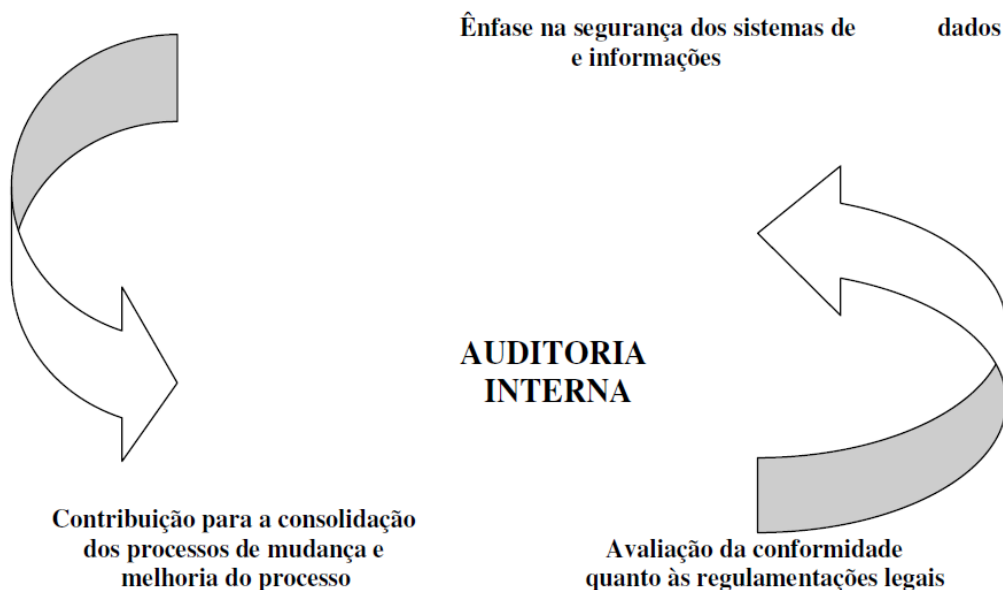 Ênfase na segurança dos sistemas de dados
e informações
AUDITORIA
INTERNA
Contribuição para a consolidação
dos processos de mudança e
melhoria do processo
Avaliação da conformidade
quanto às regulamentações legais